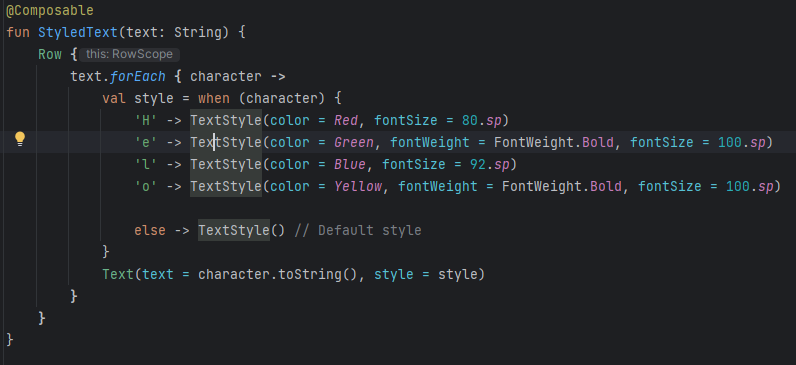 @Composable
fun StyledText(text: String) {
    Row { this: RowScope
        text.forEach { character ->
            val style = when (character) {
                'H' -> TextStyle(color = Red, fontSize = 80.sp)
                'e' -> TextStyle(color = Green, fontWeight = FontWeight.Bold, fontSize = 100.sp)
                'l' -> TextStyle(color = Blue, fontSize = 92.sp)
                'o' -> TextStyle(color = Yellow, fontWeight = FontWeight.Bold, fontSize = 100.sp)

                else -> TextStyle() // Default style
            }
            Text(text = character.toString(), style = style)
        }
    }
}